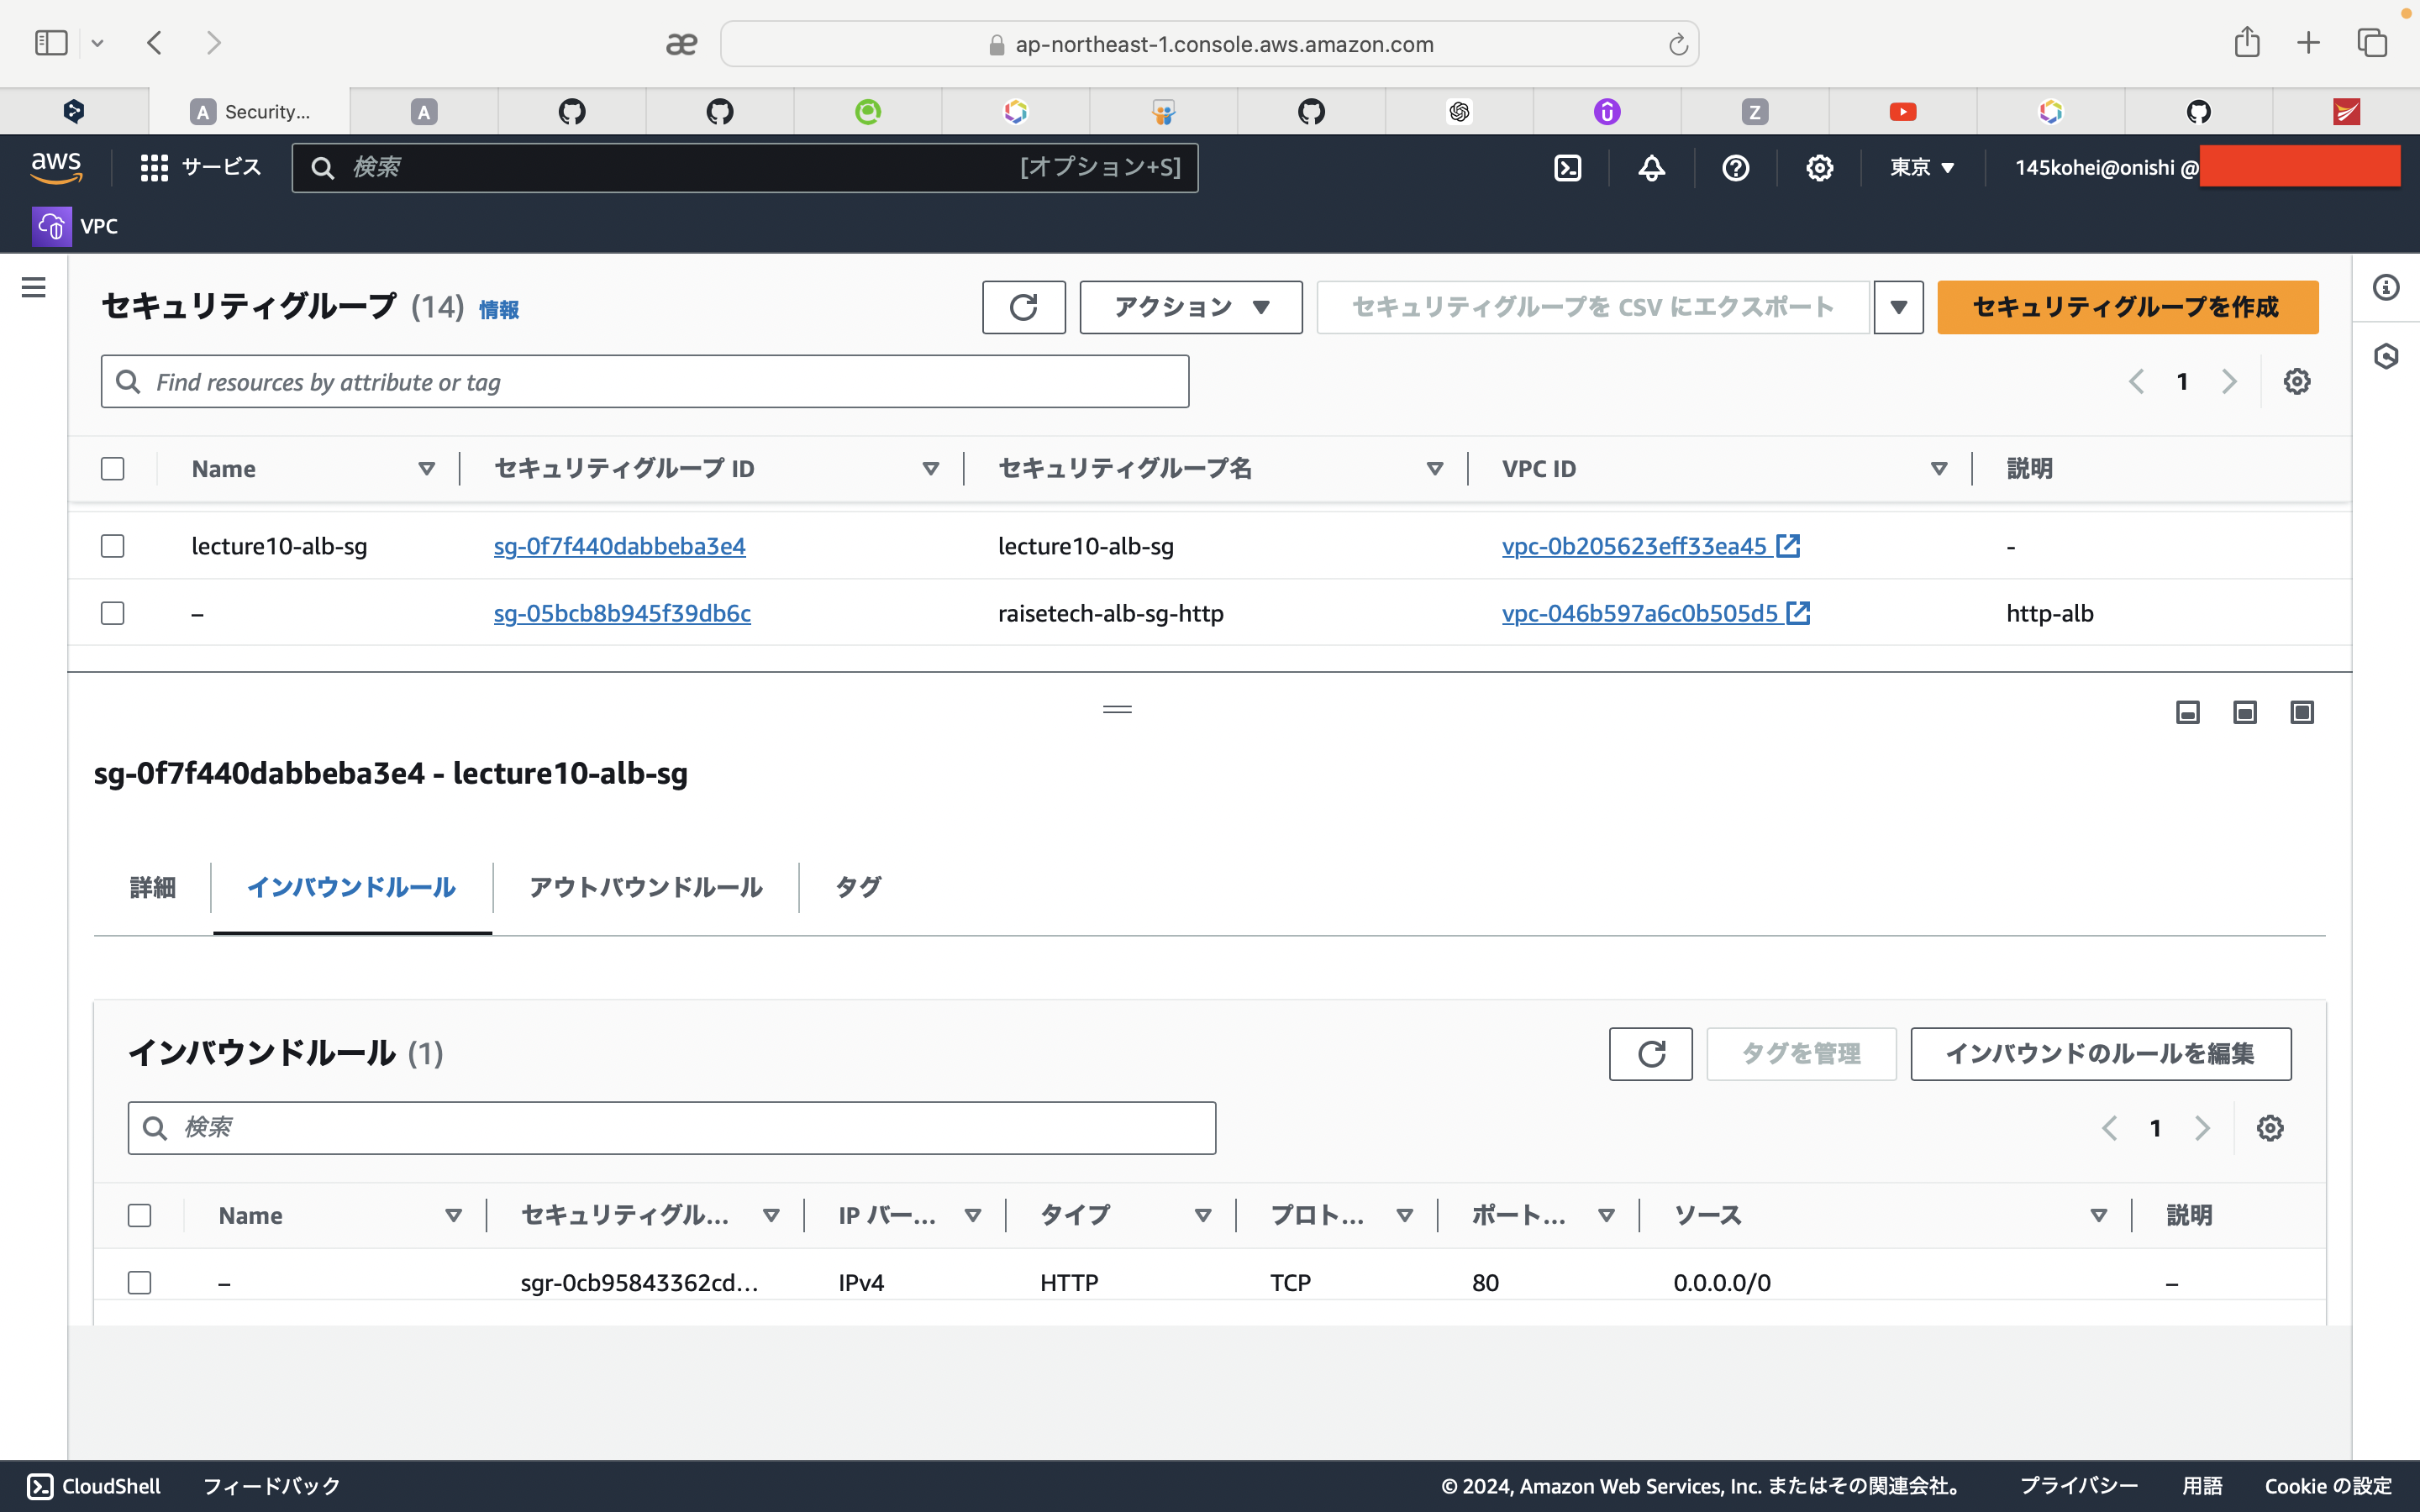 æ ap-northeast-1.console.aws.amazon.com
A Security... A Z
aws サービス 検索 [オプション+S] 東京 ▼ 145kohei@onishi @
VPC
セキュリティグループ (14) 情報 アクション ▼ セキュリティグループを CSV にエクスポート ▼ セキュリティグループを作成
Find resources by attribute or tag 1
Name セキュリティグループ ID セキュリティグループ名 VPC ID 説明
lecture10-alb-sg sg-0f7f440dabbeba3e4 lecture10-alb-sg vpc-0b205623eff33ea45 -
– sg-05bcb8b945f39db6c raisetech-alb-sg-http vpc-046b597a6c0b505d5 http-alb
sg-0f7f440dabbeba3e4 - lecture10-alb-sg
詳細 インバウンドルール アウトバウンドルール タグ
インバウンドルール (1) タグを管理 インバウンドのルールを編集
検索 1
Name セキュリティグル... IP バー... タイプ プロト... ポート... ソース 説明
– sgr-0cb95843362cd... IPv4 HTTP TCP 80 0.0.0.0/0 –
CloudShell フィードバック © 2024, Amazon Web Services, Inc. またはその関連会社。 プライバシー 用語 Cookie の設定